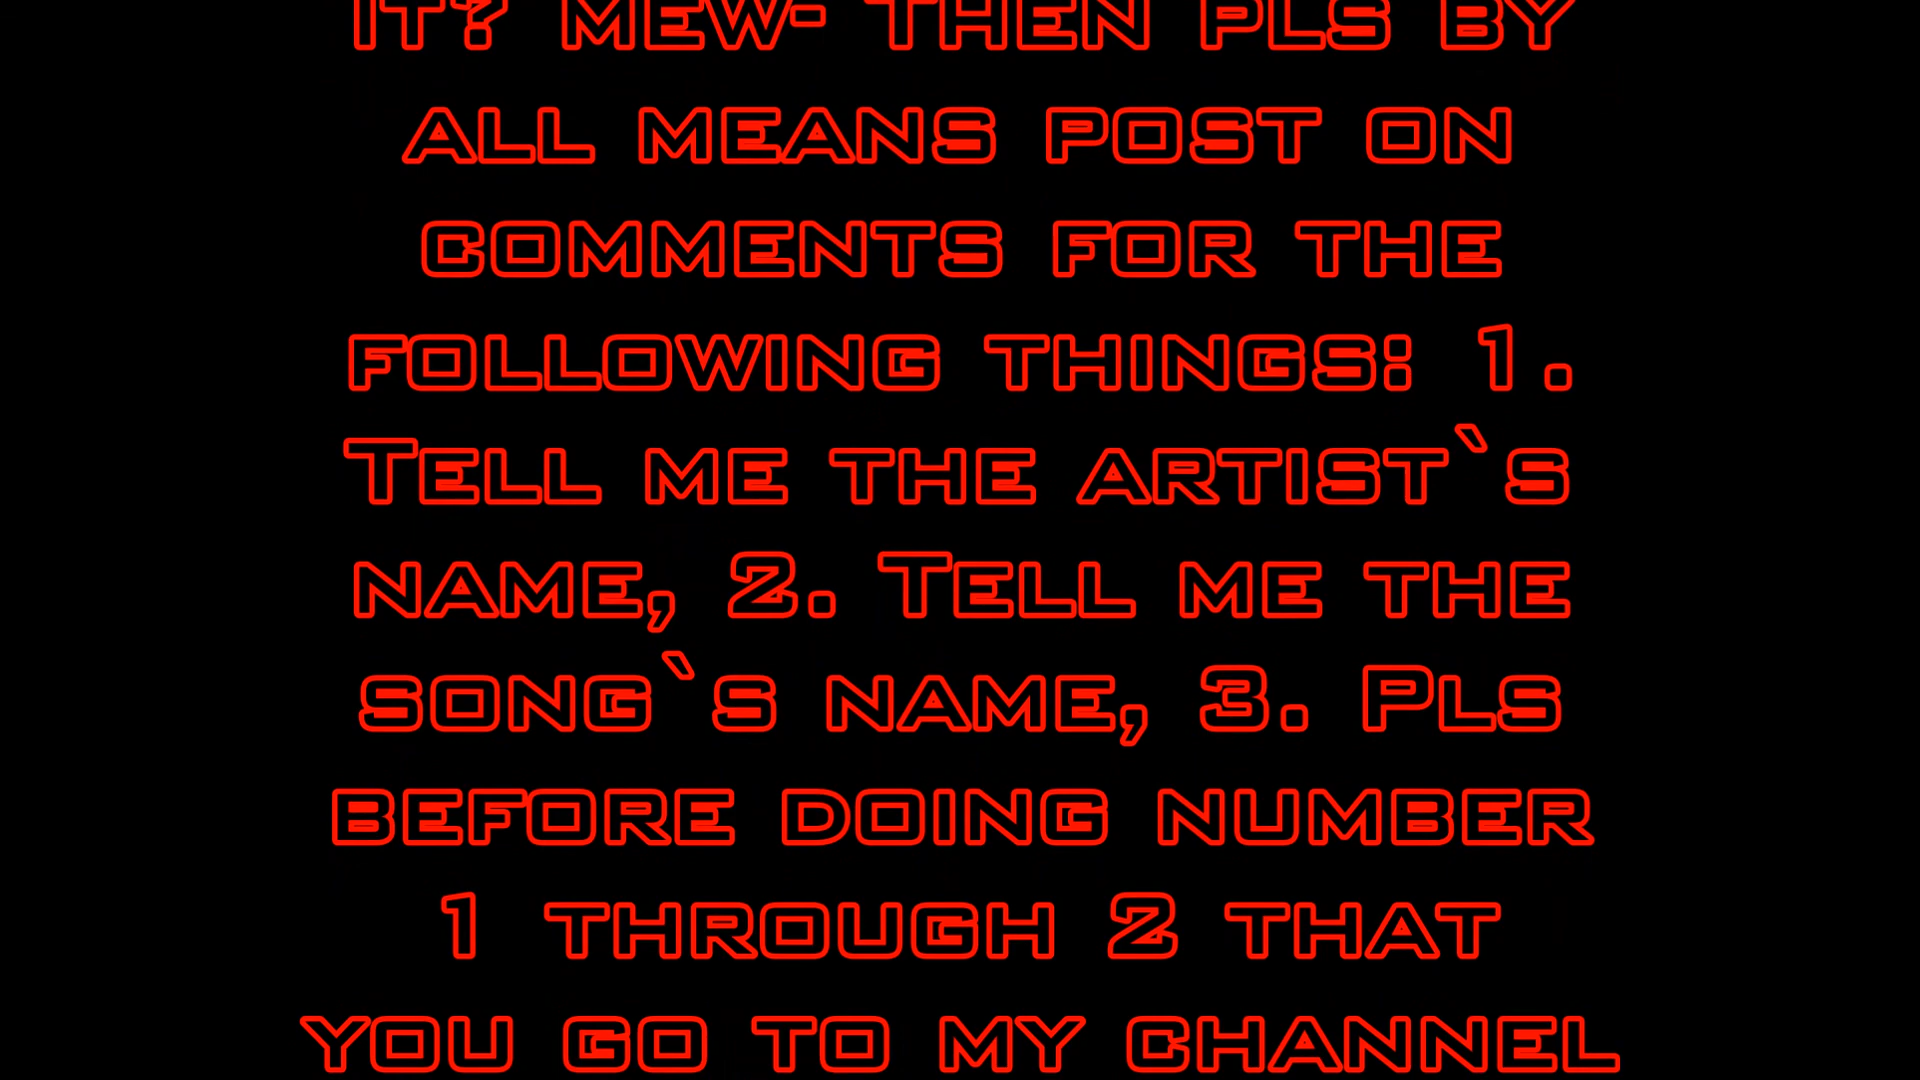 IT? MEW- THEN PLS BY
ALL MEANS POST ON
COMMENTS FOR THE
FOLLOWING THINGS: 1.
TELL ME THE ARTIST`S
NAME, 2. TELL ME THE
SONG`S NAME, 3. PLS
BEFORE DOING NUMBER
1 THROUGH 2 THAT
YOU GO TO MY CHANNEL